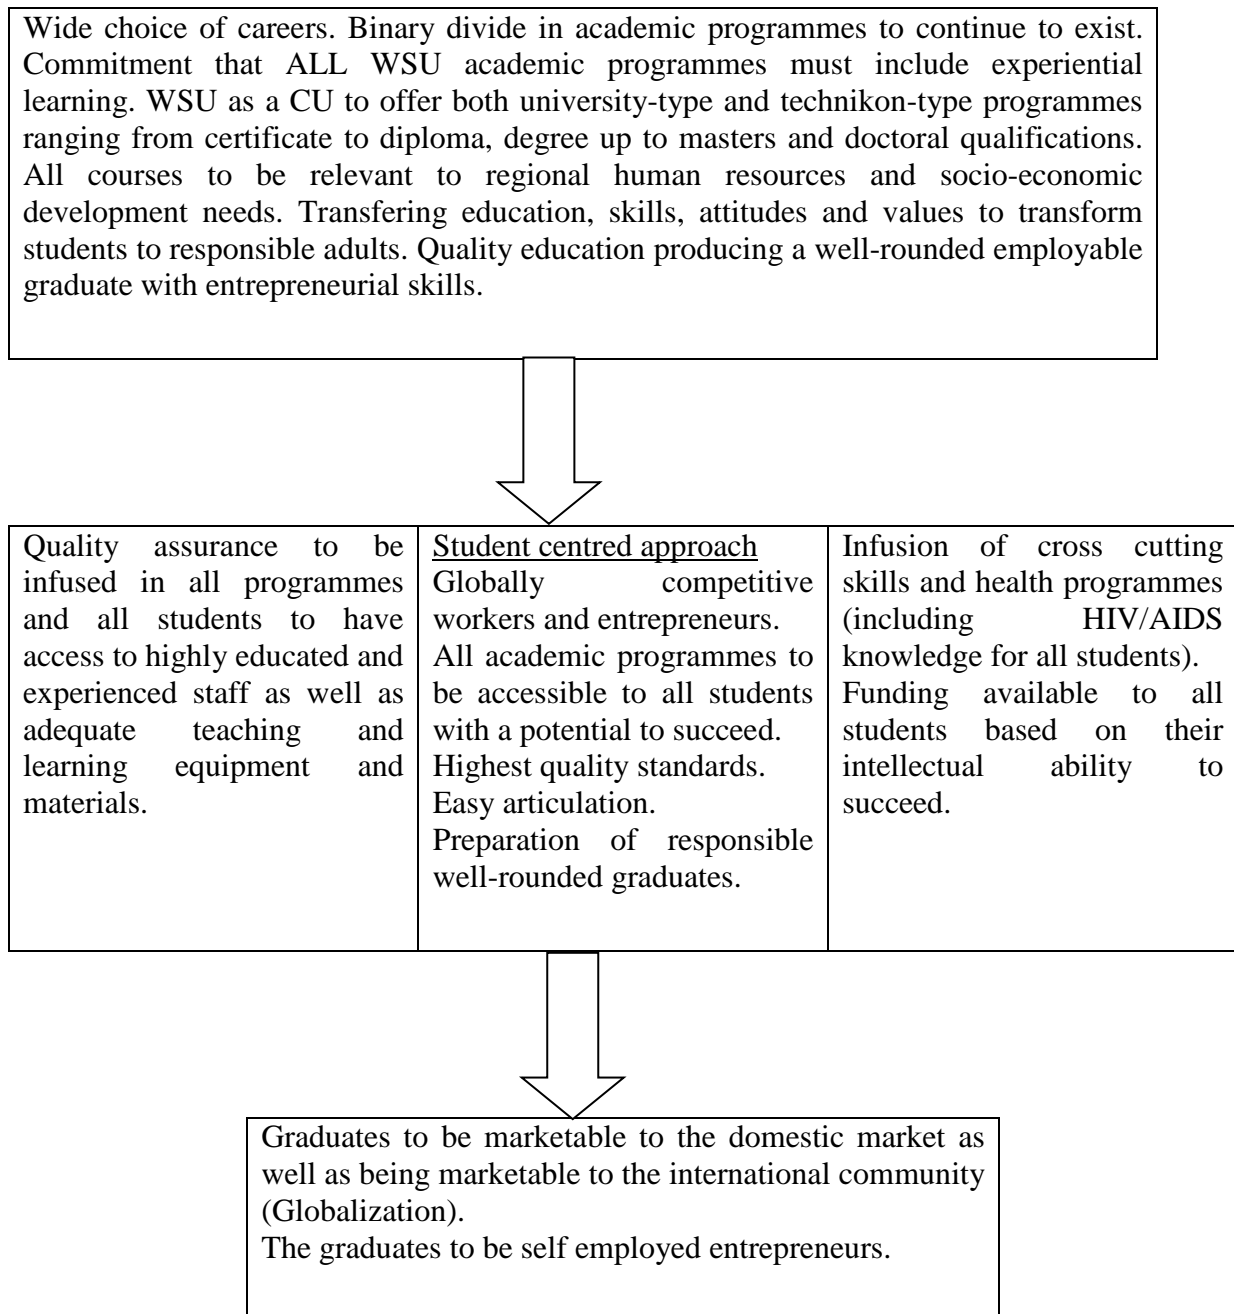 Wide choice of careers. Binary divide in academic programmes to continue to exist.
Commitment that ALL WSU academic programmes must include experiential
learning. WSU as a CU to offer both university-type and technikon-type programmes
ranging from certificate to diploma, degree up to masters and doctoral qualifications.
All courses to be relevant to regional human resources and socio-economic
development needs. Transfering education, skills, attitudes and values to transform
students to responsible adults. Quality education producing a well-rounded employable
graduate with entrepreneurial skills.
Quality assurance to be
infused in all programmes
and all students to have
access to highly educated and
experienced staff as well as
adequate teaching and
learning equipment and
materials.
Student centred approach
Globally competitive
workers and entrepreneurs.
All academic programmes to
be accessible to all students
with a potential to succeed.
Highest quality standards.
Easy articulation.
Preparation of responsible
well-rounded graduates.
Infusion of cross cutting
skills and health programmes
(including HIV/AIDS
knowledge for all students).
Funding available to all
students based on their
intellectual ability to
succeed.
Graduates to be marketable to the domestic market as
well as being marketable to the international community
(Globalization).
The graduates to be self employed entrepreneurs.